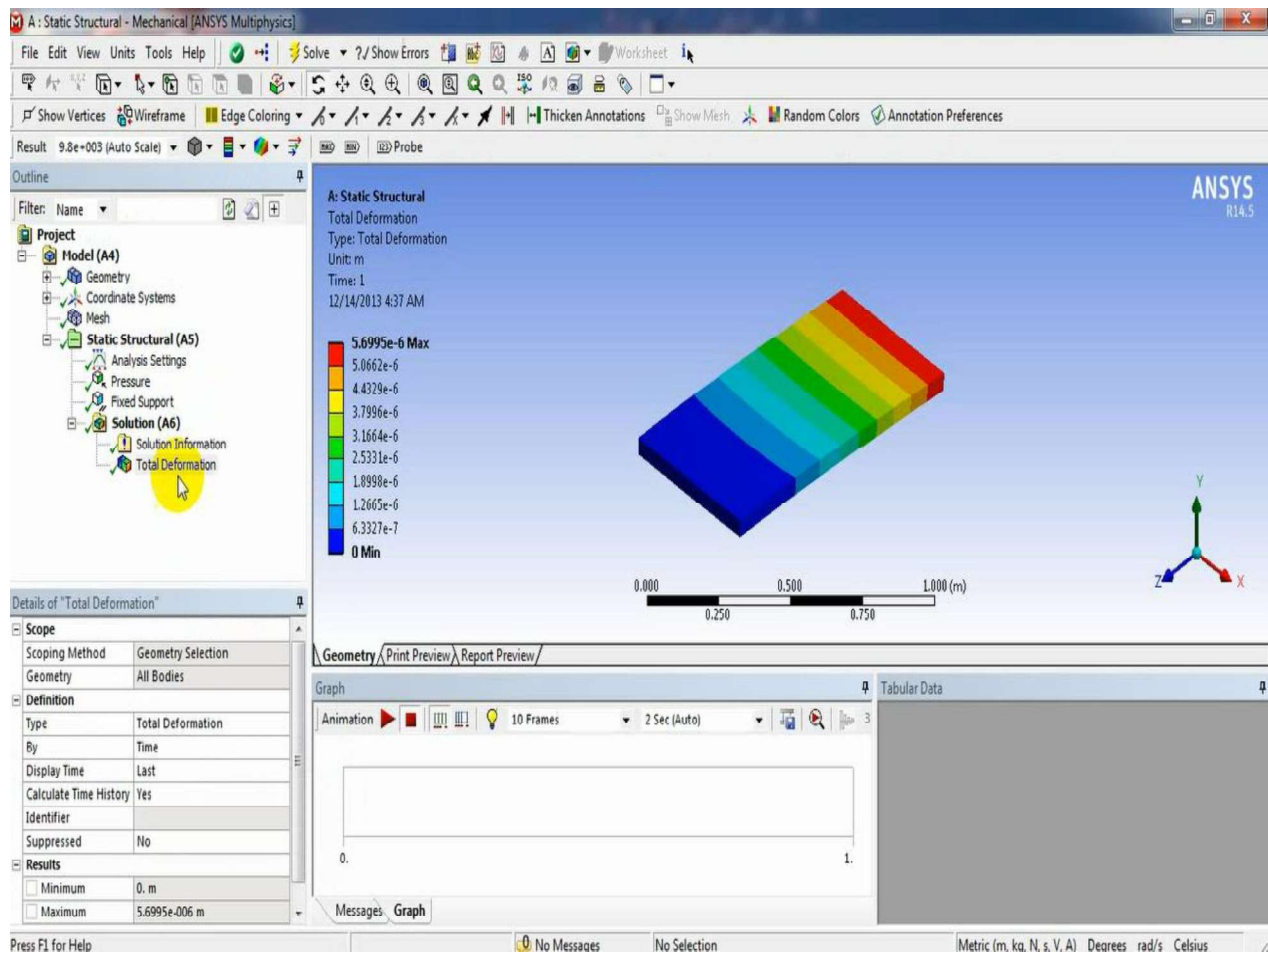 A : Static Structural - Mechanical [ANSYS Multiphysics]
File Edit View Units Tools Help Solve ?/ Show Errors Worksheet
ISO
Show Vertices Wireframe Edge Coloring Thicken Annotations Show Mesh Random Colors Annotation Preferences
Result 9.8e+003 (Auto Scale) MAX MIN Probe
Outline
Filter: Name
Project
Model (A4)
Geometry
Coordinate Systems
Mesh
Static Structural (A5)
Analysis Settings
Pressure
Fixed Support
Solution (A6)
Solution Information
Total Deformation
A: Static Structural
Total Deformation
Type: Total Deformation
Unit: m
Time: 1
12/14/2013 4:37 AM
5.6995e-6 Max
5.0662e-6
4.4329e-6
3.7996e-6
3.1664e-6
2.5331e-6
1.8998e-6
1.2665e-6
6.3327e-7
0 Min
ANSYS
R14.5
Y
Z
X
0.000 0.500 1.000 (m)
0.250 0.750
Details of "Total Deformation"
Scope
Scoping Method Geometry Selection
Geometry All Bodies
Definition
Type Total Deformation
By Time
Display Time Last
Calculate Time History Yes
Identifier
Suppressed No
Results
Minimum 0. m
Maximum 5.6995e-006 m
Geometry Print Preview Report Preview
Graph
Animation 10 Frames 2 Sec (Auto) 3
0. 1.
Messages Graph
Tabular Data
Press F1 for Help 0 No Messages No Selection Metric (m, kg, N, s, V, A) Degrees rad/s Celsius